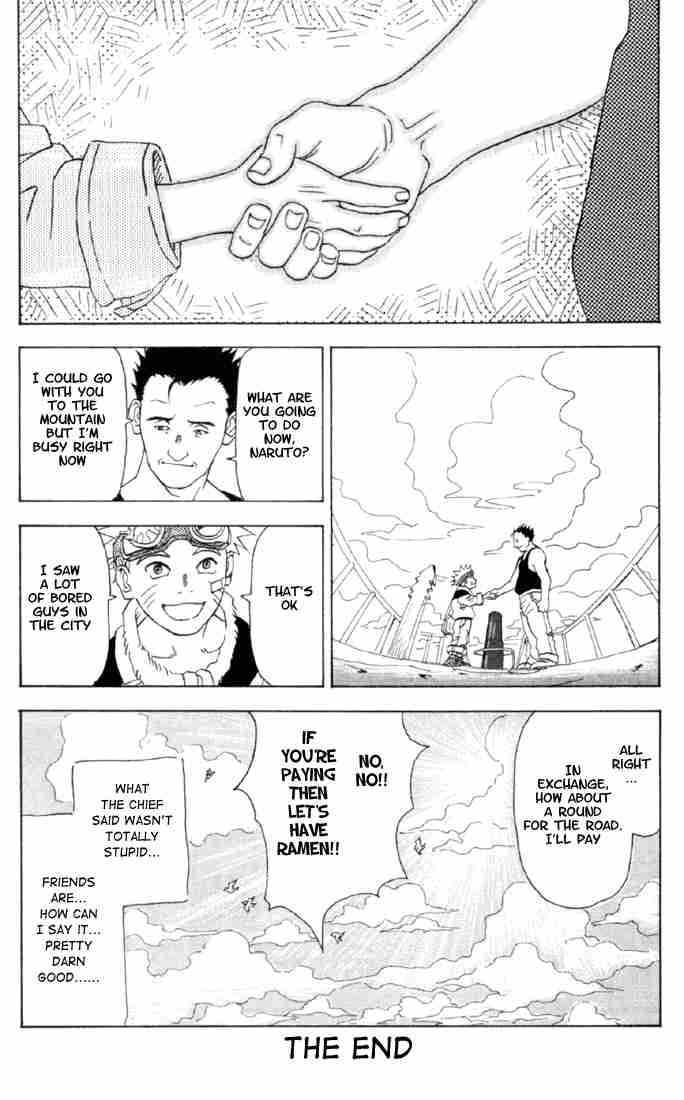 WHAT ARE
YOU GOING
TO DO
NOW,
NARUTO?
I COULD GO
WITH YOU
TO THE
MOUNTAIN
BUT I'M
BUSY RIGHT
NOW
THAT'S
OK
I SAW
A LOT
OF BORED
GUYS IN
THE CITY
ALL
RIGHT
...
IN
EXCHANGE,
HOW ABOUT
A ROUND
FOR THE ROAD.
I'LL PAY
NO,
NO!!
IF
YOU'RE
PAYING
THEN
LET'S
HAVE
RAMEN!!
WHAT
THE CHIEF
SAID WASN'T
TOTALLY
STUPID...
FRIENDS
ARE...
HOW CAN
I SAY IT...
PRETTY
DARN
GOOD......
THE END